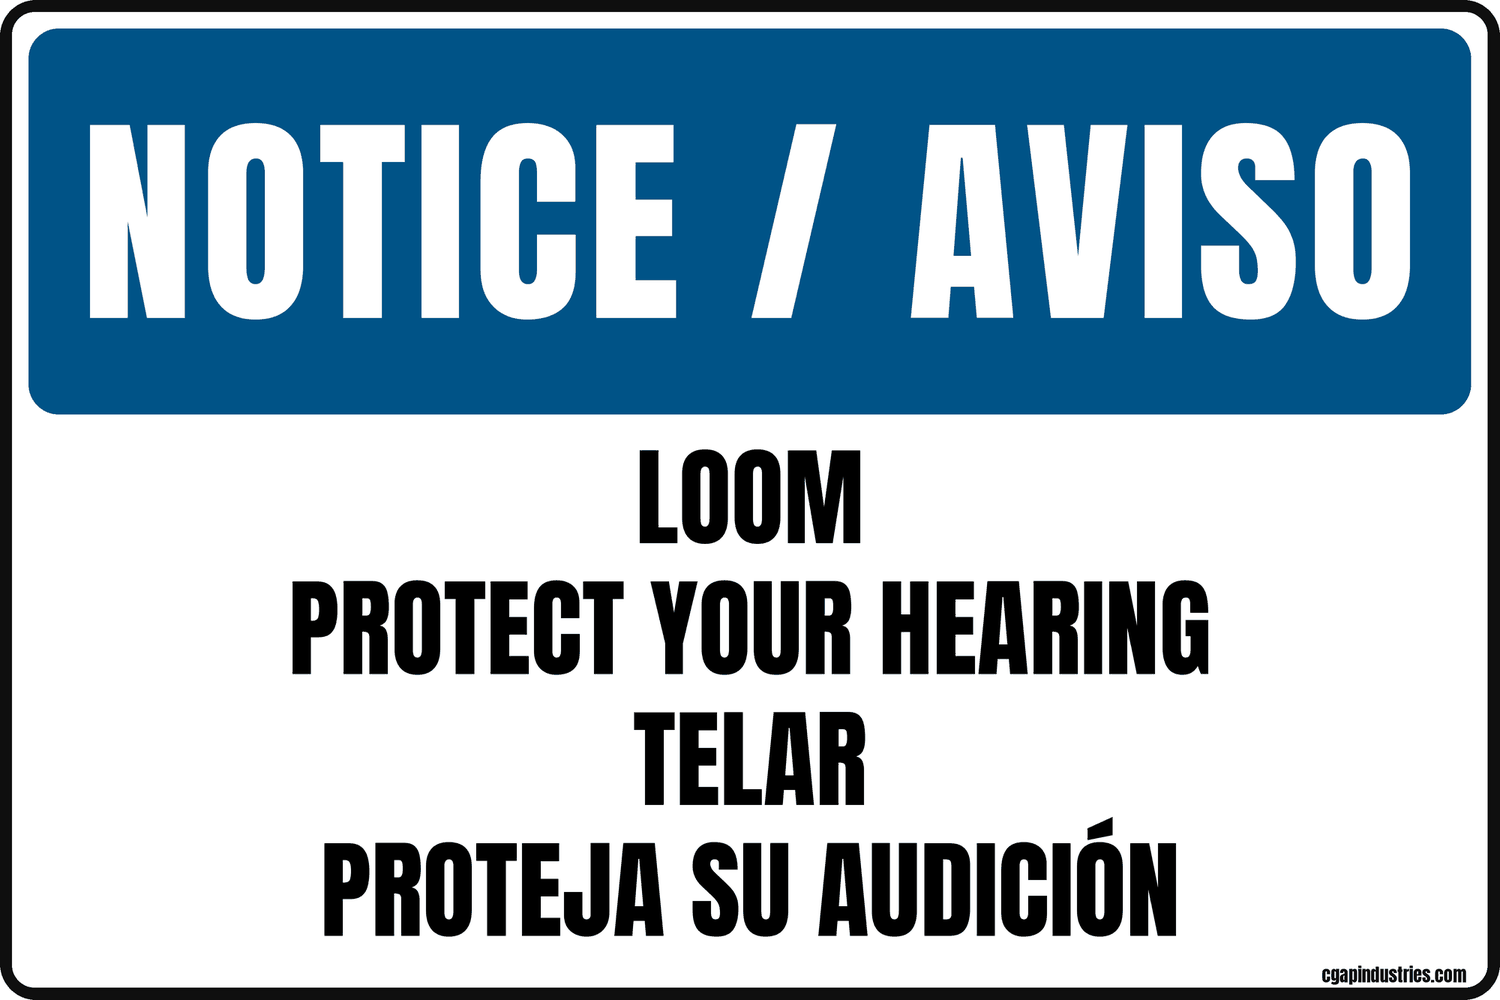 NOTICE / AVISO
LOOM
PROTECT YOUR HEARING
TELAR
PROTEJA SU AUDICIÓN
cgapindustries.com